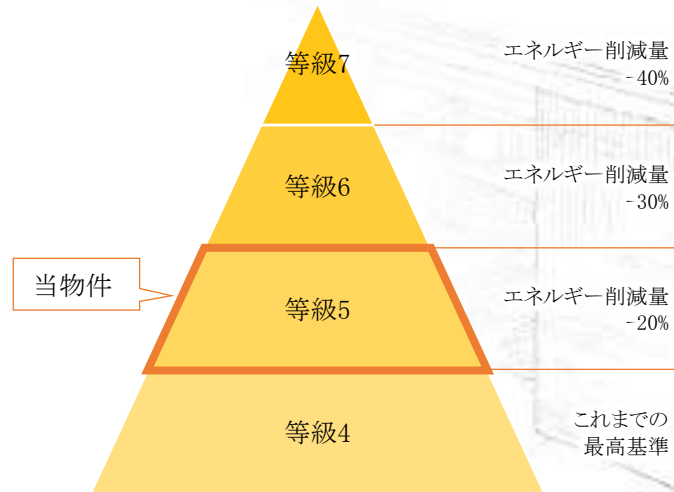 等級7
エネルギー削減量
-40%
等級6
エネルギー削減量
-30%
当物件
等級5
エネルギー削減量
-20%
等級4
これまでの
最高基準